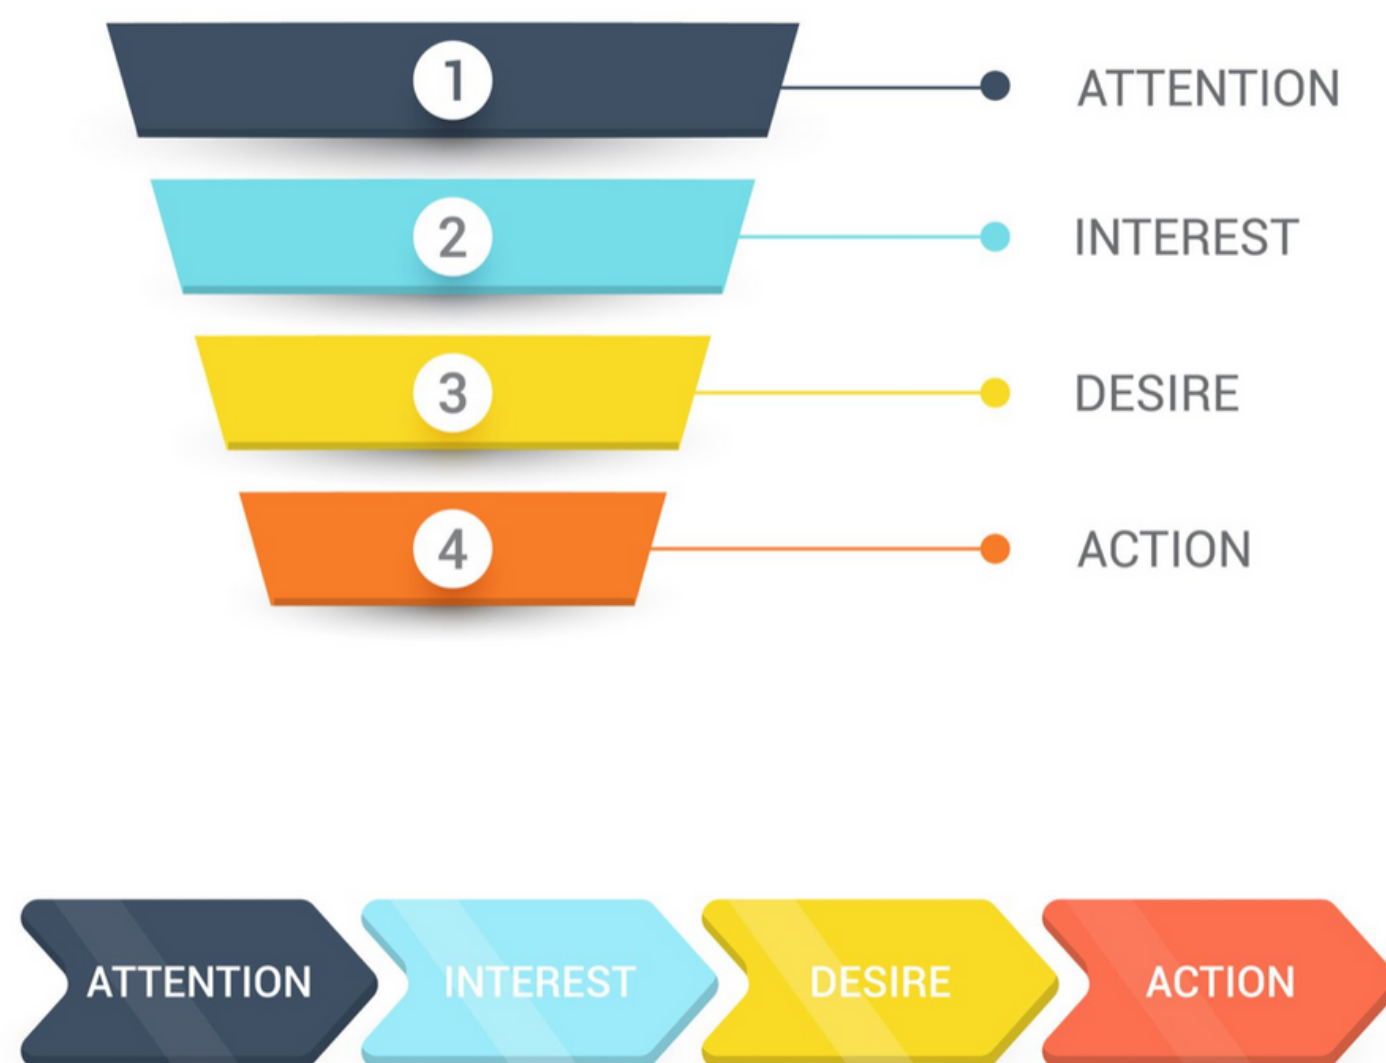 1 ATTENTION
2 INTEREST
3 DESIRE
4 ACTION
ATTENTION INTEREST DESIRE ACTION